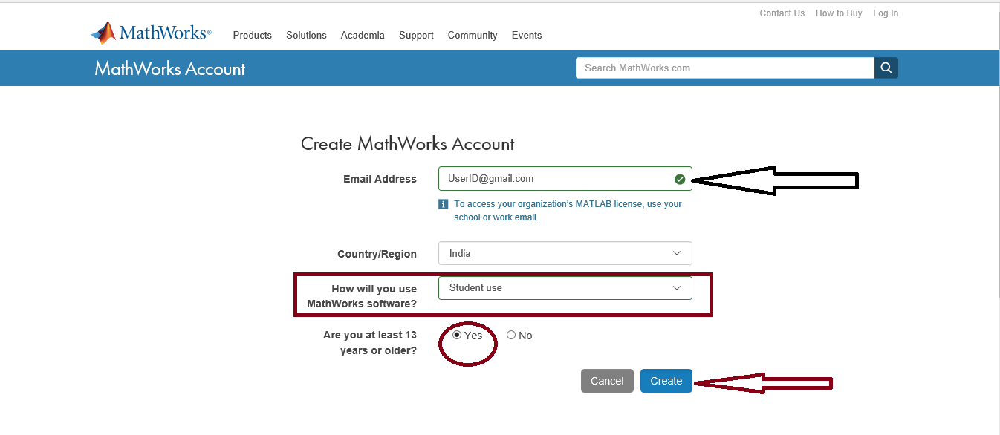 Contact Us How to Buy Log In
MathWorks®
Products Solutions Academia Support Community Events
MathWorks Account
Search MathWorks.com
Create MathWorks Account
Email Address
UserID@gmail.com
To access your organization's MATLAB license, use your
school or work email.
Country/Region
India
How will you use
MathWorks software?
Student use
Are you at least 13
years or older?
Yes No
Cancel Create